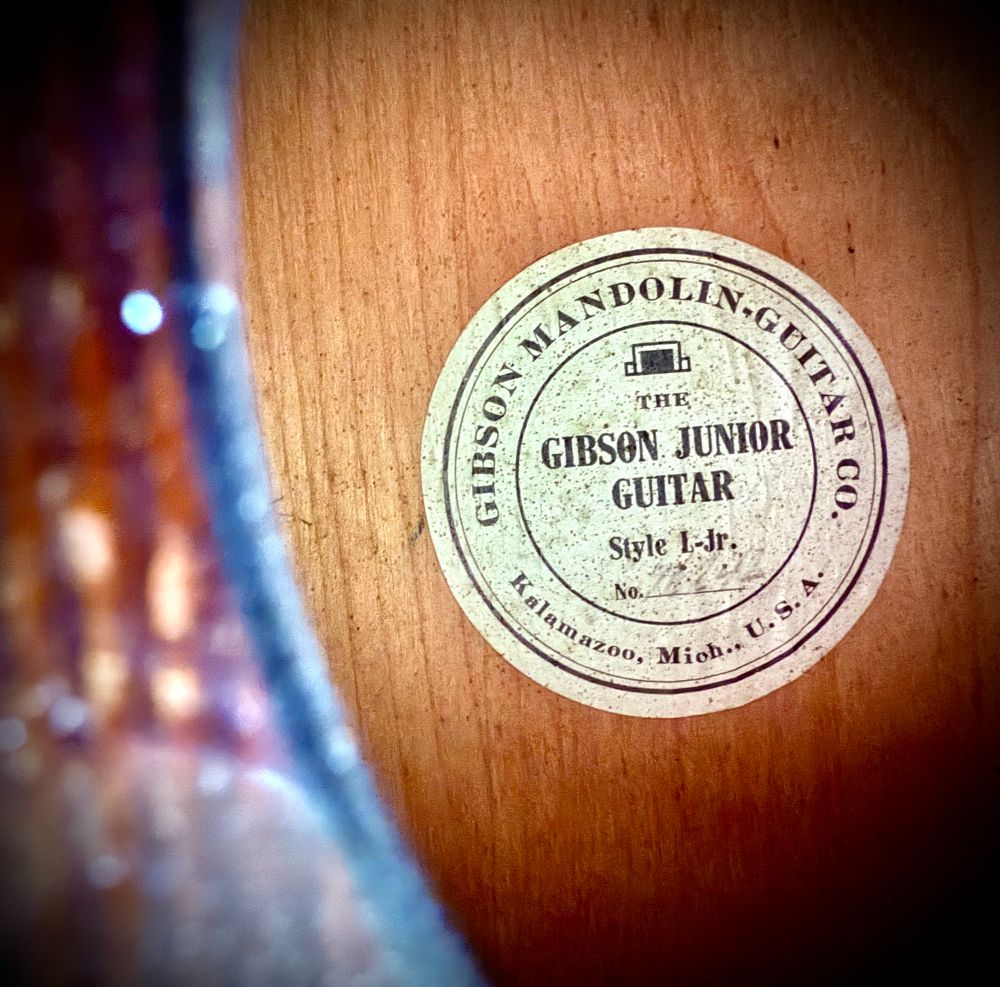 GIBSON MANDOLIN-GUITAR CO.
THE
GIBSON JUNIOR
GUITAR
Style L-Jr.
No.
Kalamazoo, Mich., U.S.A.